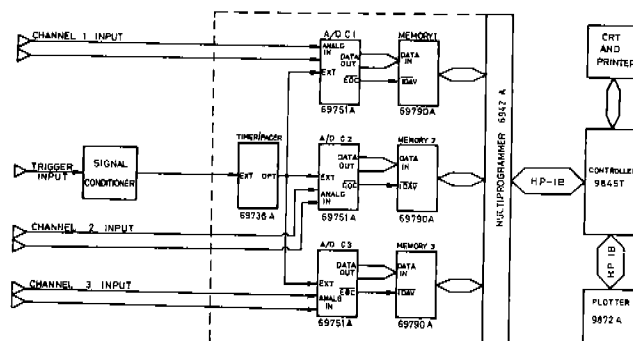 CHANNEL 1 INPUT
A/D C1
ANALG
IN
EXT
DATA
OUT
EOC
69751A
MEMORY1
DATA
IN
IDAV
69790A
CRT
AND
PRINTER
TRIGGER
INPUT
SIGNAL
CONDITIONER
TIMER/PACER
EXT OPT
69736A
A/D C2
DATA
OUT
EXT
EOC
ANALG
IN
69751A
MEMORY 2
DATA
IN
IDAV
69790A
MULTIPROGRAMMER 6942 A
HP-IB
CONTROLLER
9845T
CHANNEL 2 INPUT
CHANNEL 3 INPUT
A/D C3
DATA
OUT
EXT
EOC
ANALG
IN
69751A
MEMORY 3
DATA
IN
IDAV
69790A
HP IB
PLOTTER
9872A